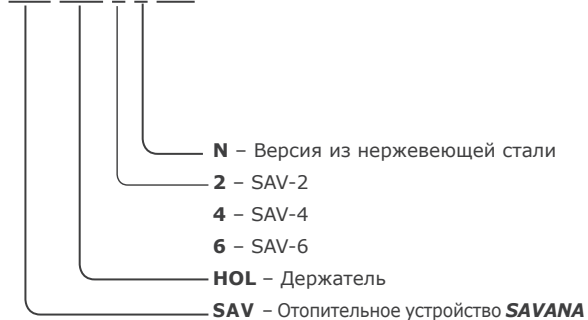 N – Версия из нержевеющей стали
2 – SAV-2
4 – SAV-4
6 – SAV-6
HOL – Держатель
SAV – Отопительное устройство SAVANA